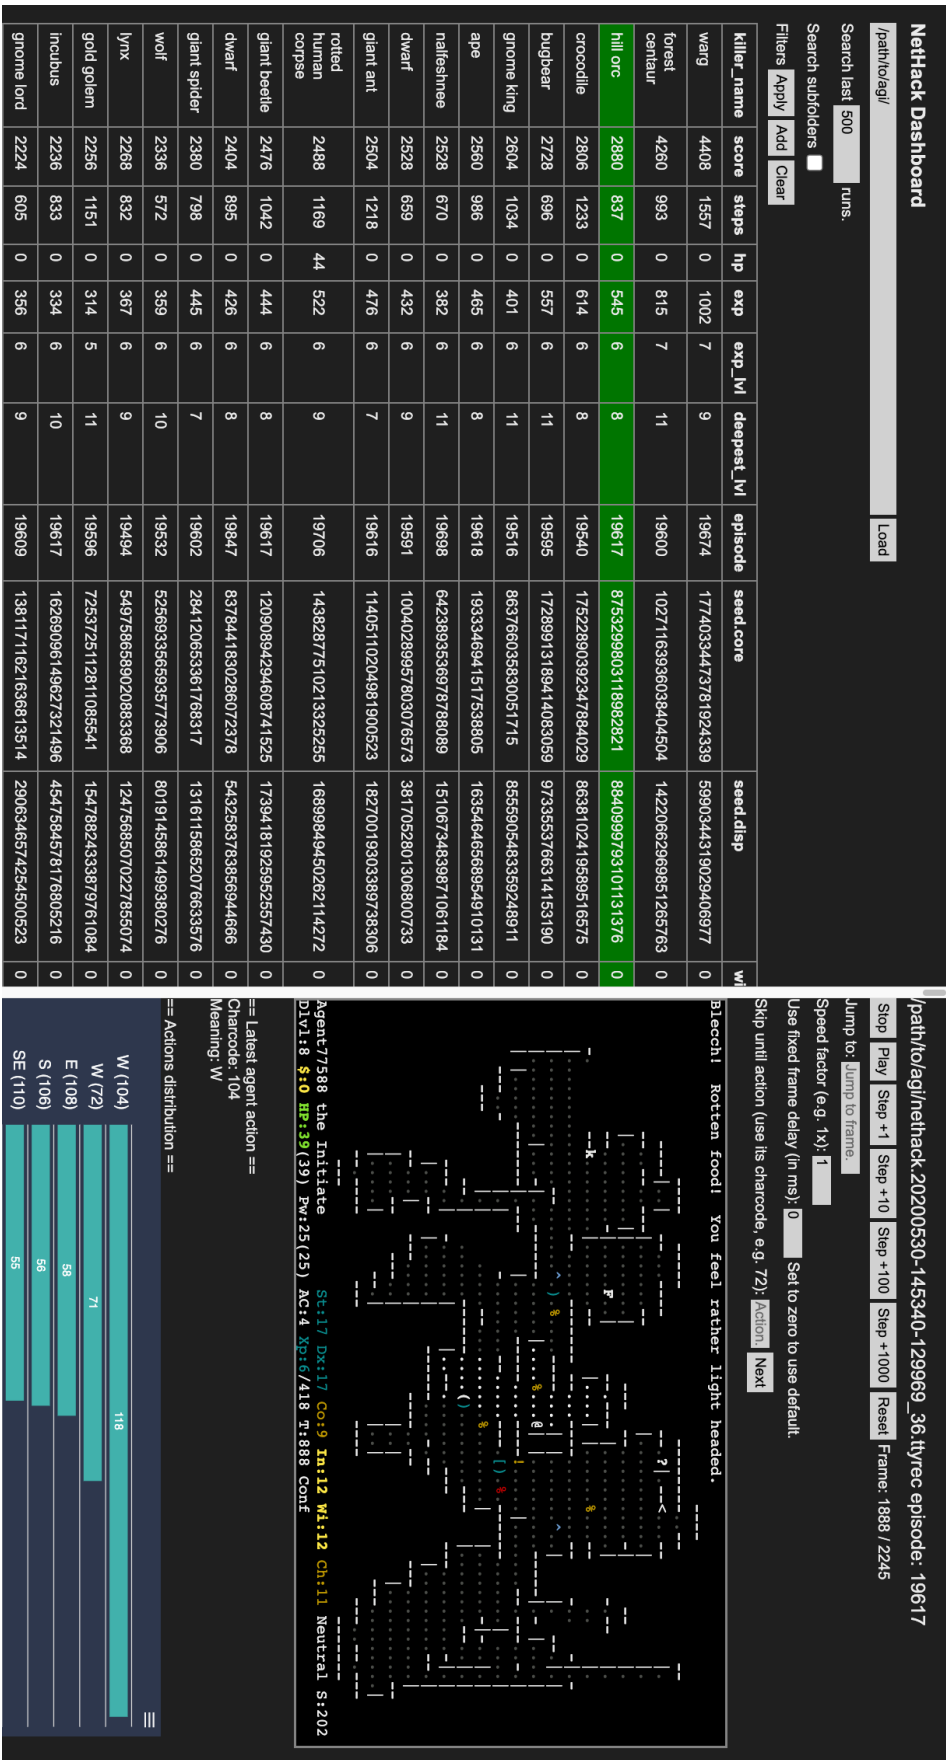 NetHack Dashboard
/path/to/agi/ Load
Search last 500 runs.
Search subfolders
Filters Apply Add Clear
killer_name score steps hp exp exp_lvl deepest_lvl episode seed.core seed.disp wi
warg 4408 1557 0 1002 7 9 19674 17740334473781924339 5990344319029406977 0
forest centaur 4260 993 0 815 7 11 19600 10271163933603840450​4 14220662296985126​5763 0
hill orc 2880 837 0 545 6 8 19617 8753299803118982821 8840999793101131376 0
crocodile 2806 1233 0 614 6 8 19540 17522890392347884029 8638102419589516575 0
bugbear 2728 696 0 557 6 11 19595 17289913189414083059 9733553766314153190 0
gnome king 2604 1034 0 401 6 11 19516 863766035830051715 8555905483359248911 0
ape 2560 986 0 465 6 8 19618 1933346941517538805 16354646568954910131 0
nalfeshnee 2528 670 0 382 6 11 19698 6423893536978788089 15106734839871061184 0
dwarf 2528 659 0 432 6 9 19591 10040289957803076573 3817052801306800733 0
giant ant 2504 1218 0 476 6 7 19616 11405110204981900523 18270019303389738306 0
rotted human corpse 2488 1169 44 522 6 9 19706 14382877510213325255 16899849450262114272 0
giant beetle 2476 1042 0 444 6 8 19617 12090894294608741525 17394181925952257430 0
dwarf 2404 895 0 426 6 8 19847 8378441830286072378 5432583783856944666 0
giant spider 2380 798 0 445 6 7 19602 2841206533617683​17 13161158652076633576 0
wolf 2336 572 0 359 6 10 19532 5256933565935773906 8019145861499380276 0
lynx 2268 832 0 367 6 9 19494 5497586589020883368 12475685070227855074 0
gold golem 2256 1151 0 314 5 11 19596 7253725112811085541 15478824333879761084 0
incubus 2236 833 0 334 6 10 19617 16269096149627321496 4547584578176805216 0
gnome lord 2224 605 0 356 6 9 19609 13811711621636813514 2906346574254500523 0
/path/to/agi/nethack.20200530-145340-129969_36.ttyrec episode: 19617
Stop Play Step +1 Step +10 Step +100 Step +1000 Reset Frame: 1888 / 2245
Jump to: Jump to frame.
Speed factor (e.g. 1x): 1
Use fixed frame delay (in ms): 0 Set to zero to use default.
Skip until action (use its charcode, e.g. 72): Action. Next
Blecch! Rotten food! You feel rather light headed.
Agent77588 the Initiate St:17 Dx:17 Co:9 In:12 Wi:12 Ch:11 Neutral S:202
Dlvl:8 $:0 HP:39(39) Pw:25(25) AC:4 Xp:6/418 T:888 Conf
== Latest agent action ==
Charcode: 104
Meaning: W
== Actions distribution ==
W (104) 118
W (72) 71
E (108) 58
S (106) 56
SE (110) 55